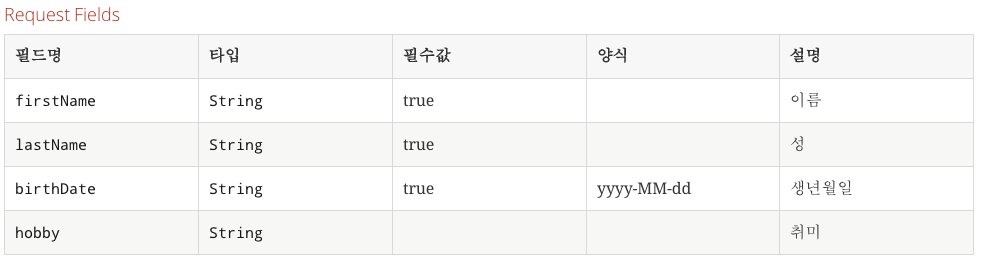 Request Fields
필드명 타입 필수값 양식 설명
firstName String true 이름
lastName String true 성
birthDate String true yyyy-MM-dd 생년월일
hobby String 취미